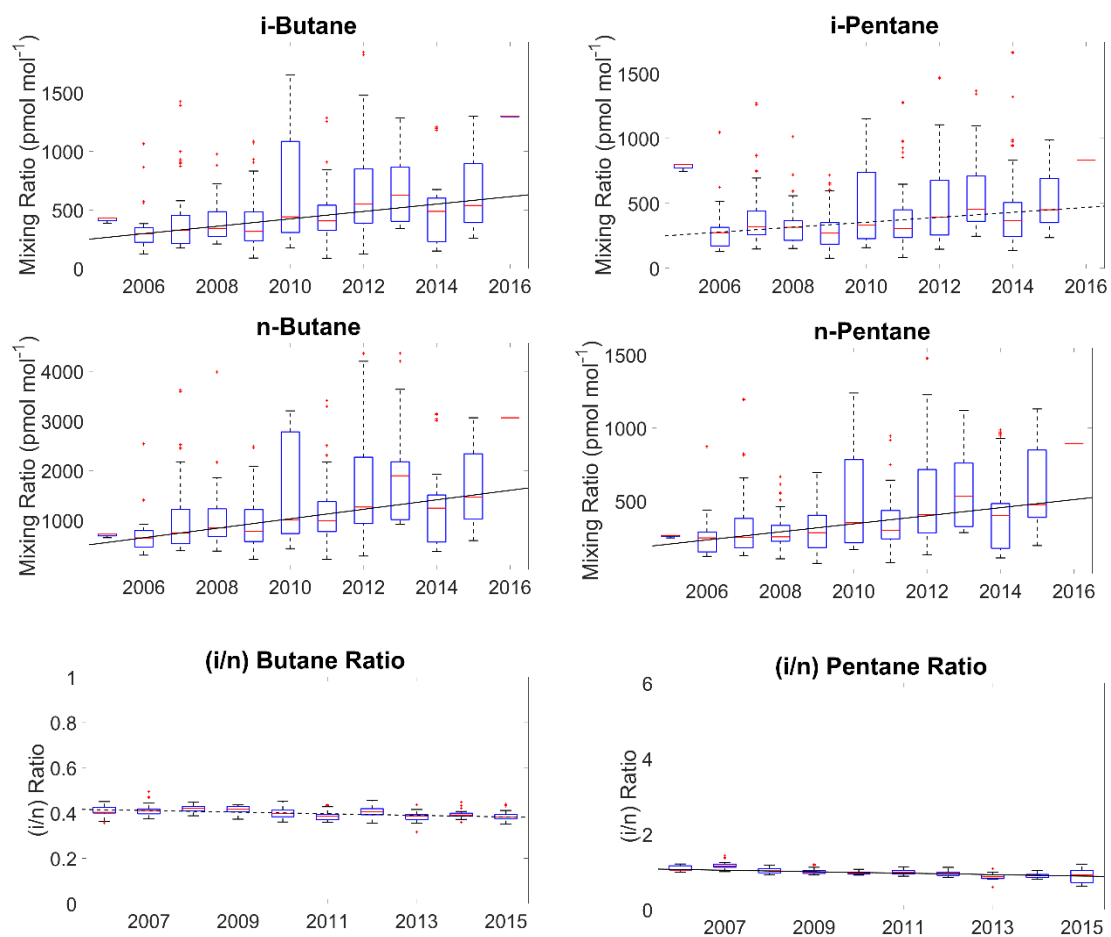 i-Butane
Mixing Ratio (pmol mol⁻¹)
1500
1000
500
0
2006 2008 2010 2012 2014 2016
i-Pentane
Mixing Ratio (pmol mol⁻¹)
1500
1000
500
0
2006 2008 2010 2012 2014 2016
n-Butane
Mixing Ratio (pmol mol⁻¹)
4000
3000
2000
1000
2006 2008 2010 2012 2014 2016
n-Pentane
Mixing Ratio (pmol mol⁻¹)
1500
1000
500
2006 2008 2010 2012 2014 2016
(i/n) Butane Ratio
(i/n) Ratio
1
0.8
0.6
0.4
0.2
0
2007 2009 2011 2013 2015
(i/n) Pentane Ratio
(i/n) Ratio
6
4
2
0
2007 2009 2011 2013 2015